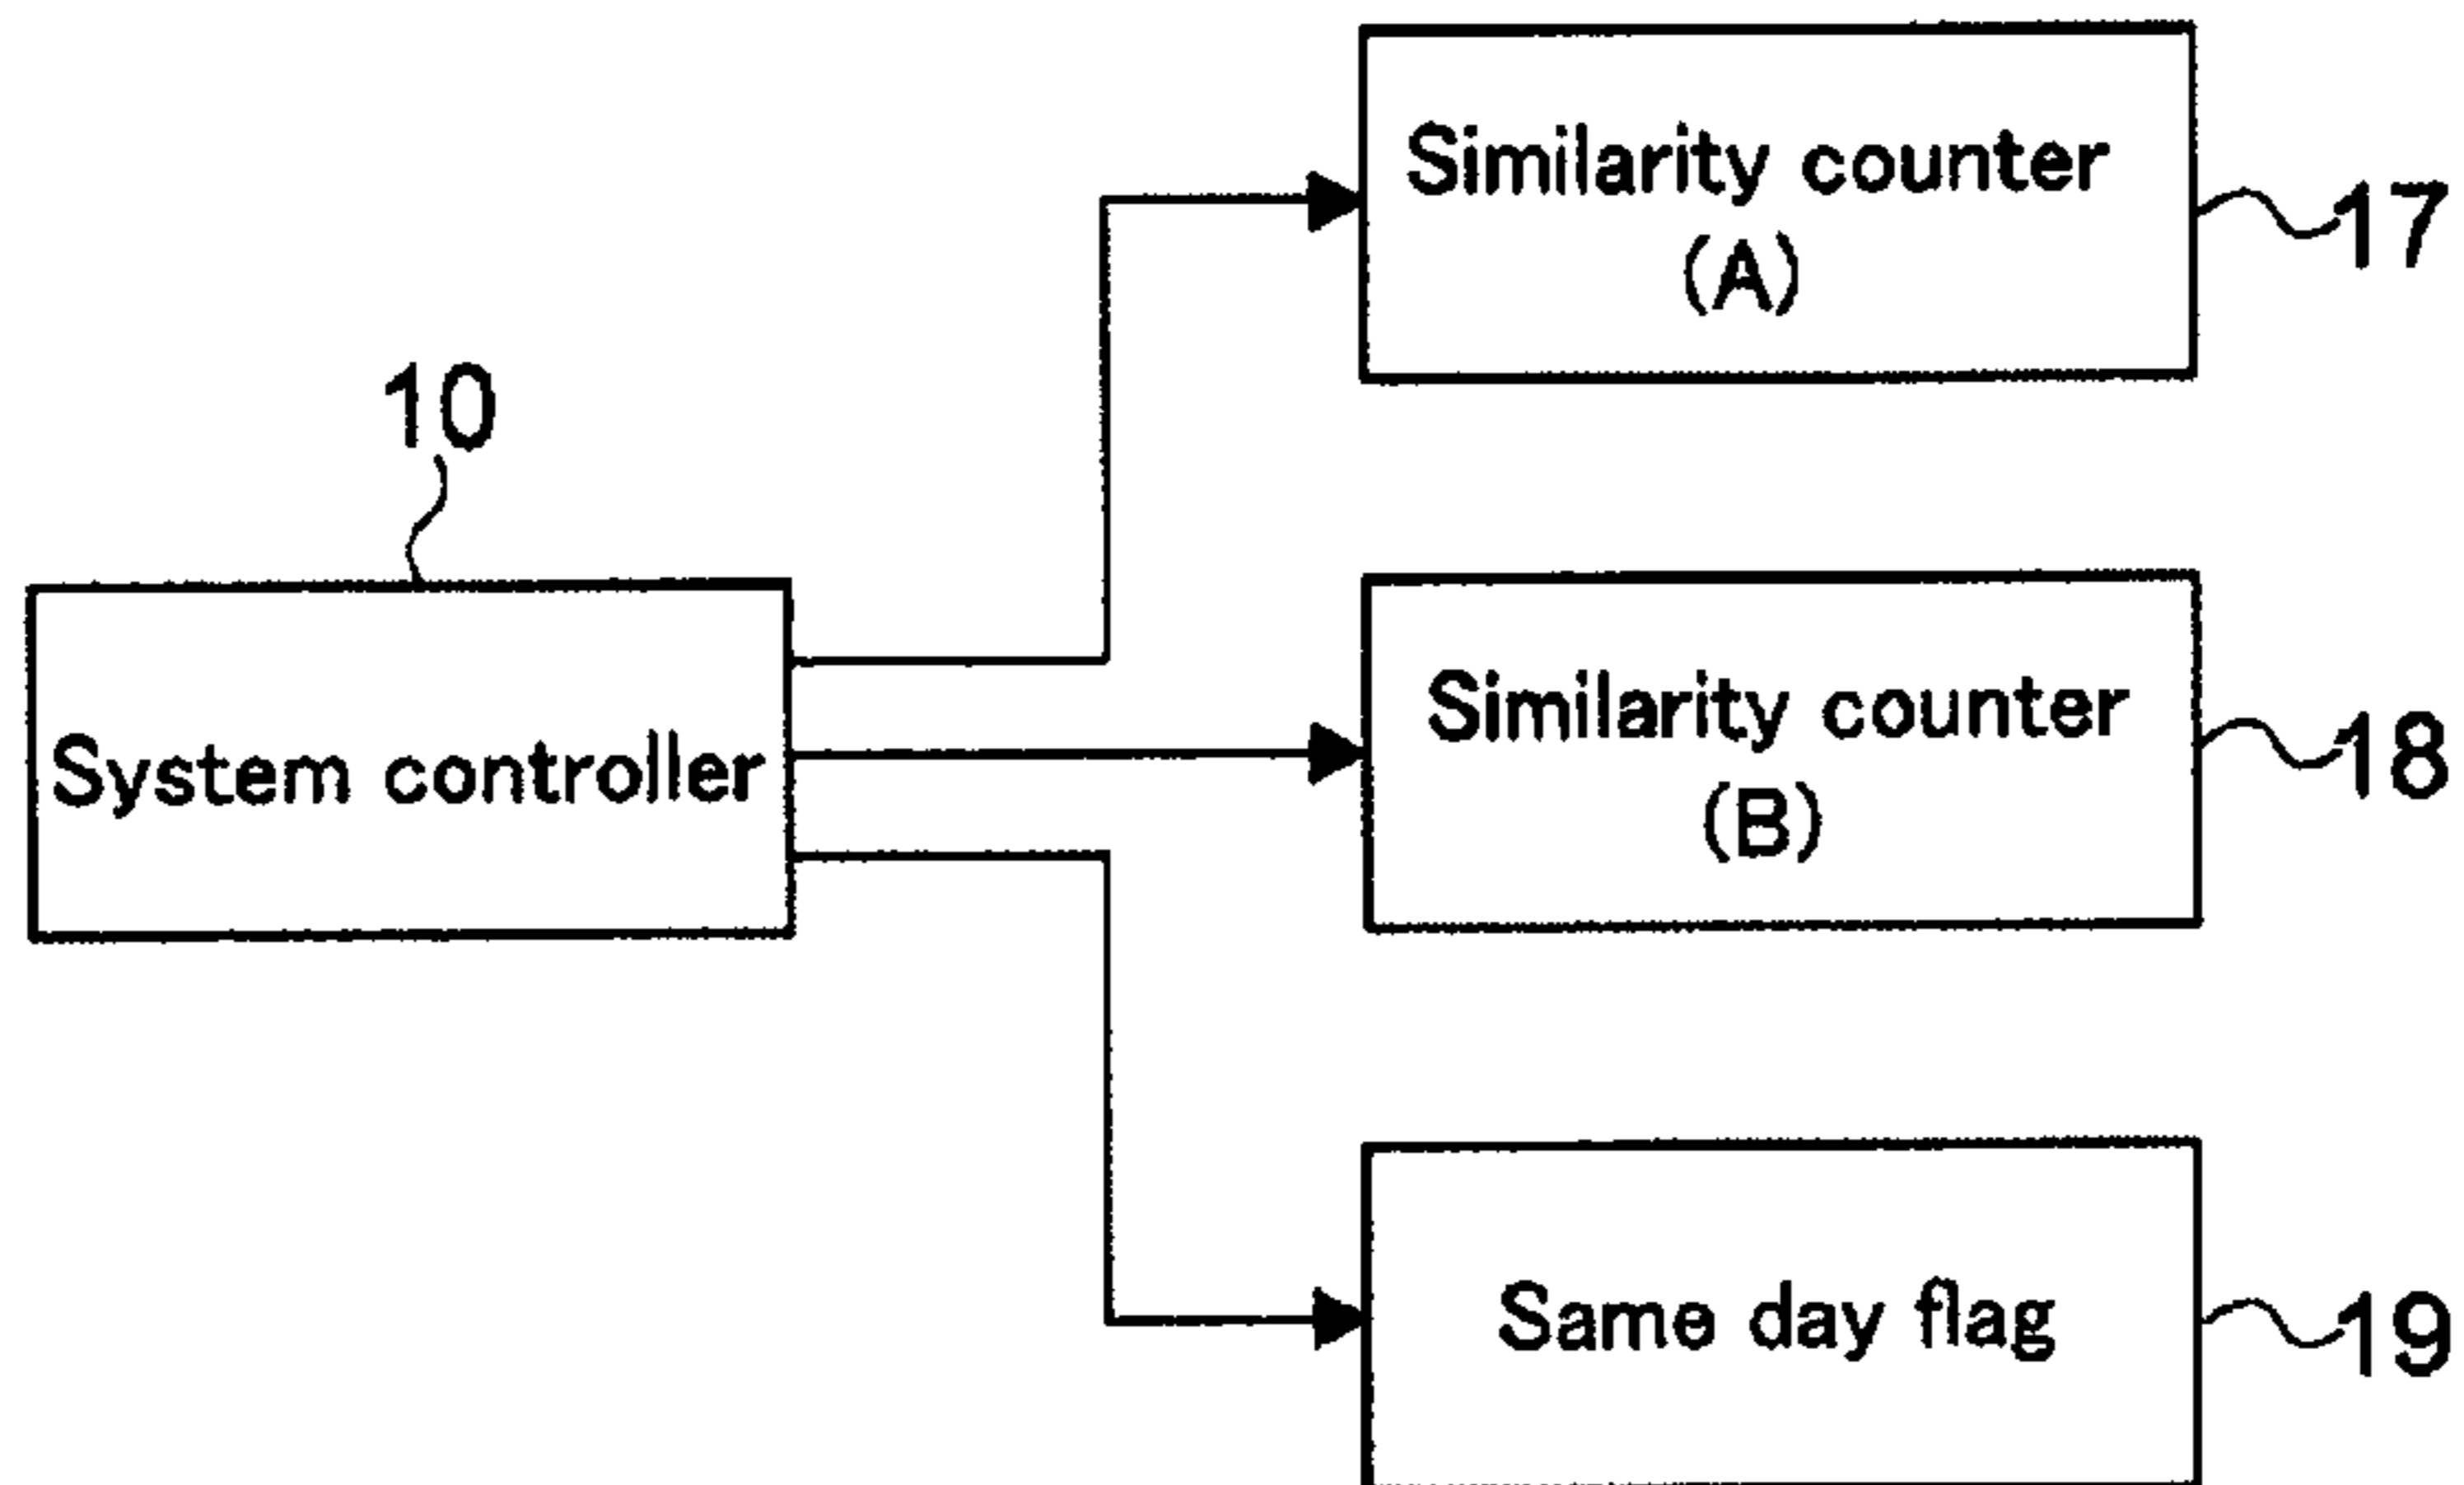 Similarity counter
(A)
17
10
System controller
Similarity counter
(B)
18
Same day flag
19